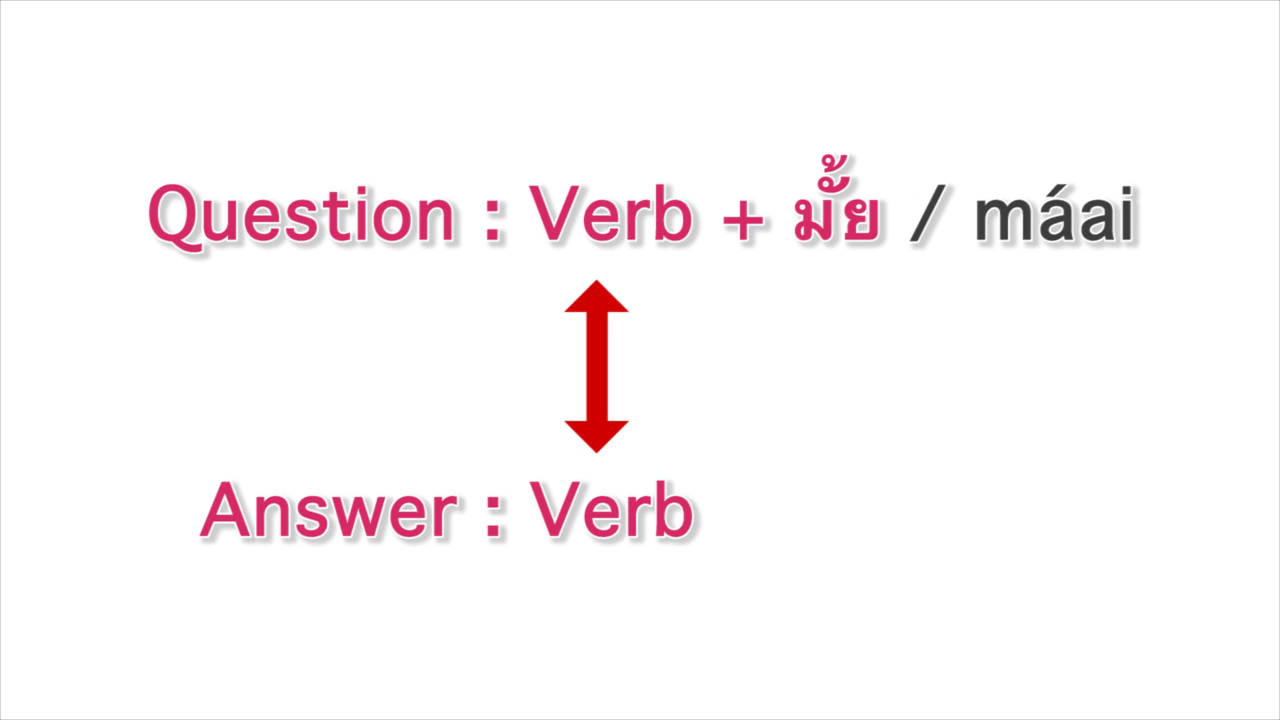 Question : Verb + มั้ย / máai
Answer : Verb